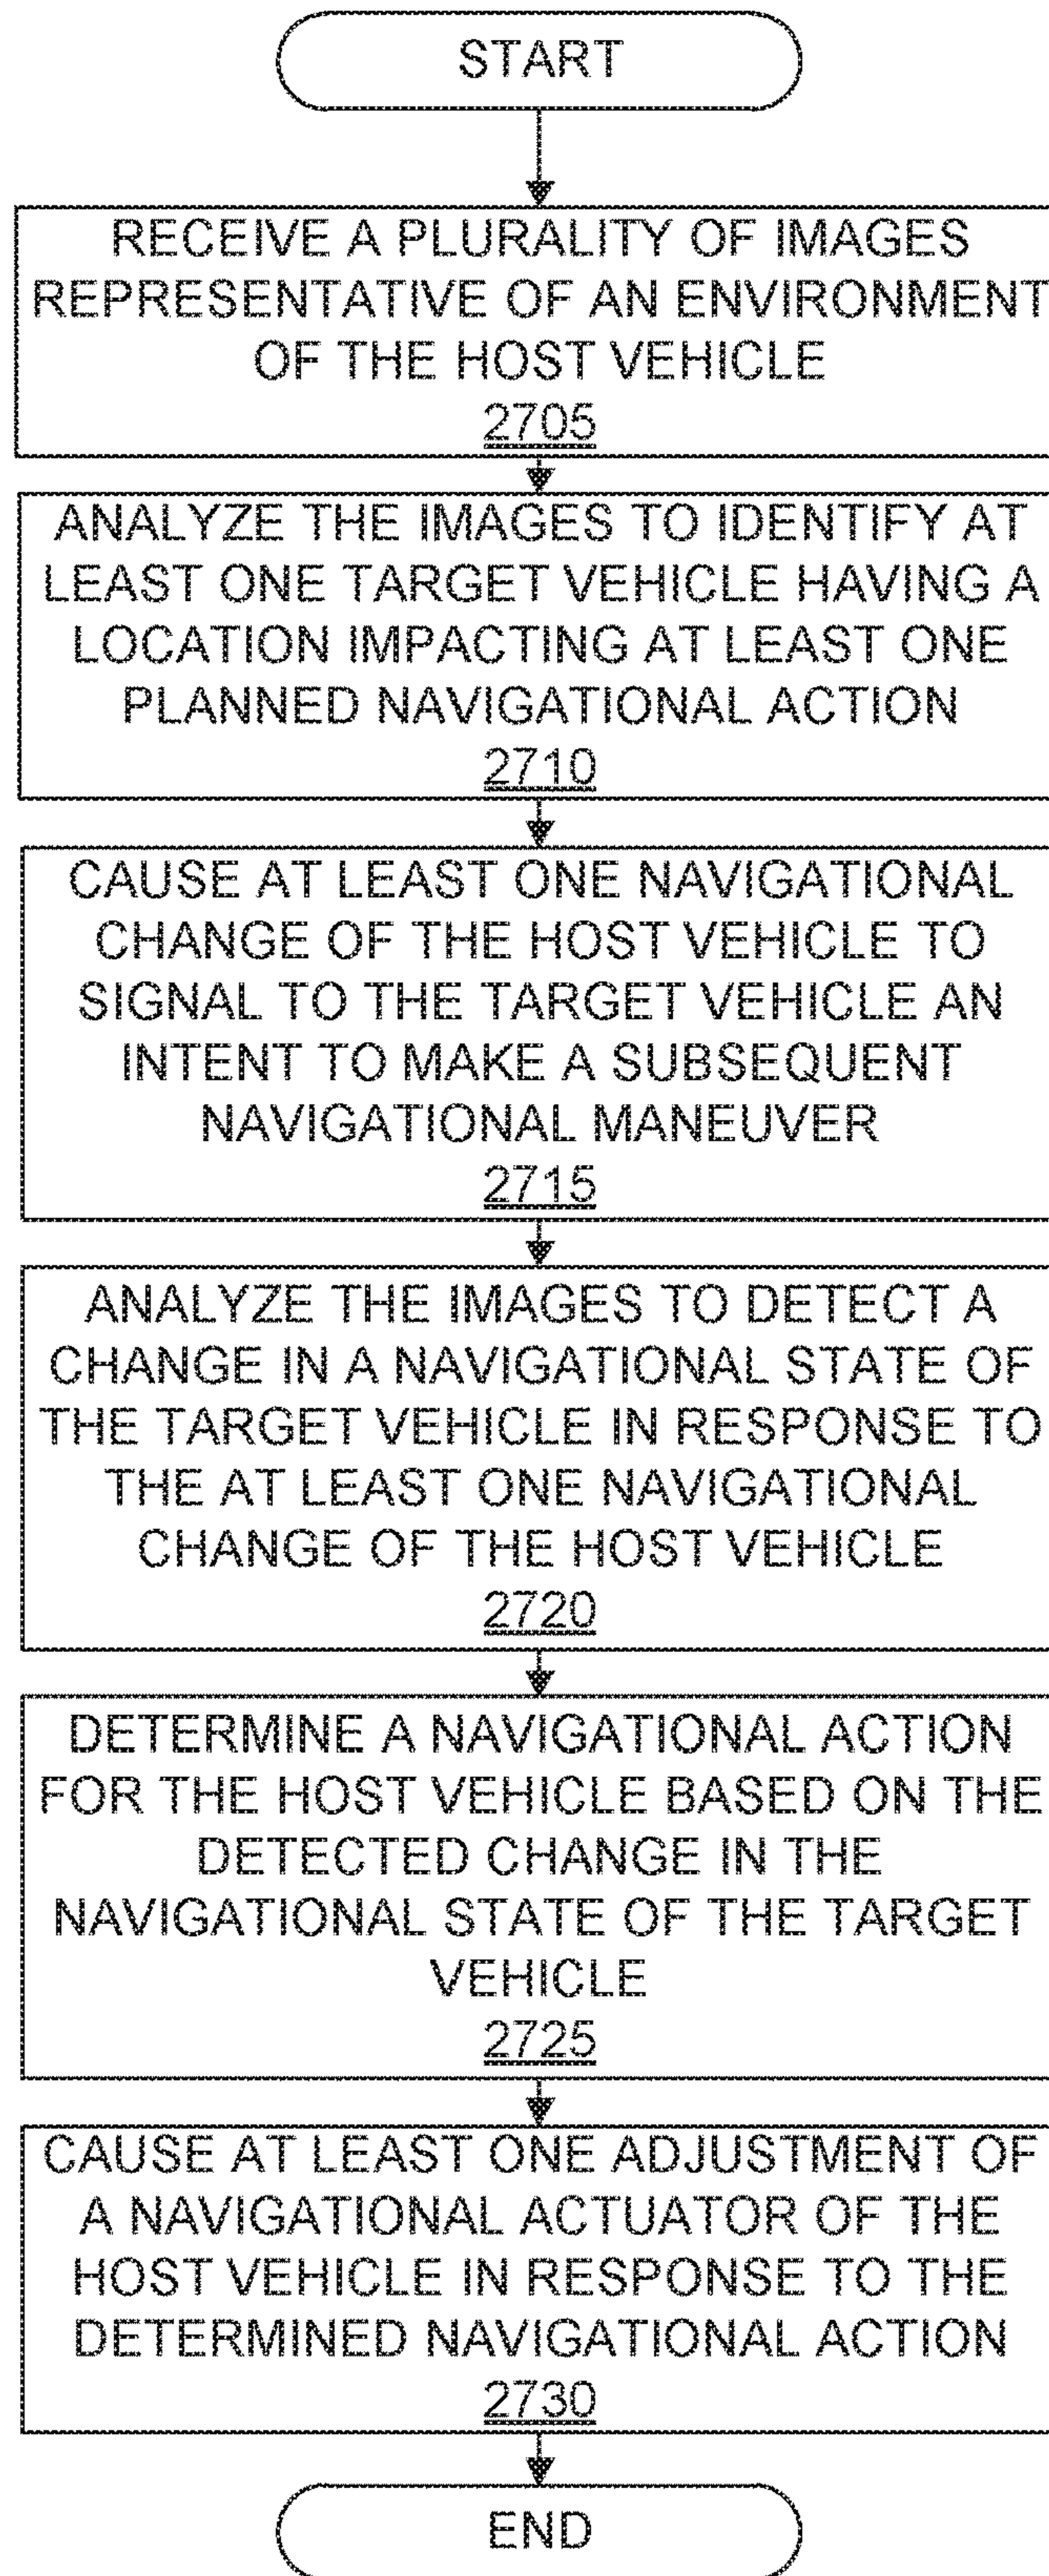 START
RECEIVE A PLURALITY OF IMAGES
REPRESENTATIVE OF AN ENVIRONMENT
OF THE HOST VEHICLE
2705
ANALYZE THE IMAGES TO IDENTIFY AT
LEAST ONE TARGET VEHICLE HAVING A
LOCATION IMPACTING AT LEAST ONE
PLANNED NAVIGATIONAL ACTION
2710
CAUSE AT LEAST ONE NAVIGATIONAL
CHANGE OF THE HOST VEHICLE TO
SIGNAL TO THE TARGET VEHICLE AN
INTENT TO MAKE A SUBSEQUENT
NAVIGATIONAL MANEUVER
2715
ANALYZE THE IMAGES TO DETECT A
CHANGE IN A NAVIGATIONAL STATE OF
THE TARGET VEHICLE IN RESPONSE TO
THE AT LEAST ONE NAVIGATIONAL
CHANGE OF THE HOST VEHICLE
2720
DETERMINE A NAVIGATIONAL ACTION
FOR THE HOST VEHICLE BASED ON THE
DETECTED CHANGE IN THE
NAVIGATIONAL STATE OF THE TARGET
VEHICLE
2725
CAUSE AT LEAST ONE ADJUSTMENT OF
A NAVIGATIONAL ACTUATOR OF THE
HOST VEHICLE IN RESPONSE TO THE
DETERMINED NAVIGATIONAL ACTION
2730
END